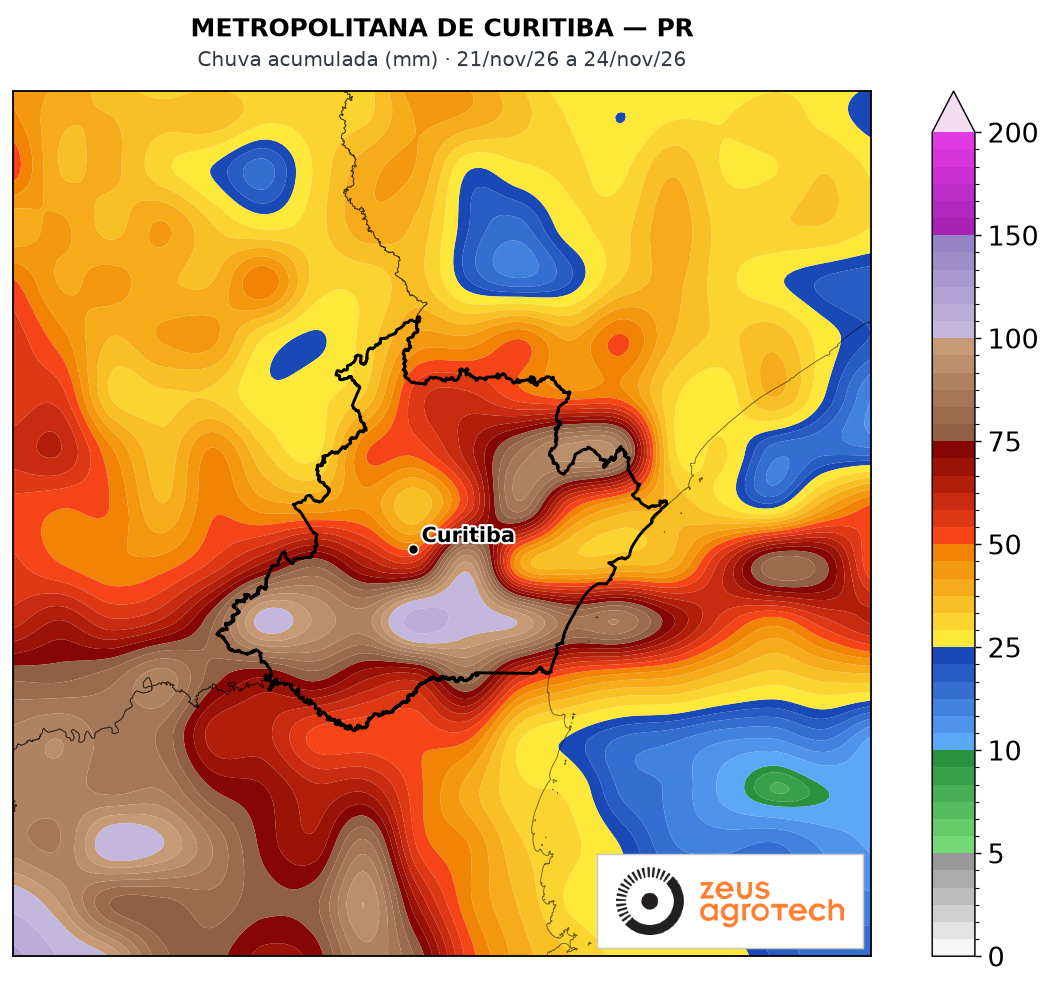 METROPOLITANA DE CURITIBA — PR
Chuva acumulada (mm) · 21/nov/26 a 24/nov/26
200
150
100
75
50
25
10
5
0
Curitiba
zeus
agrotech